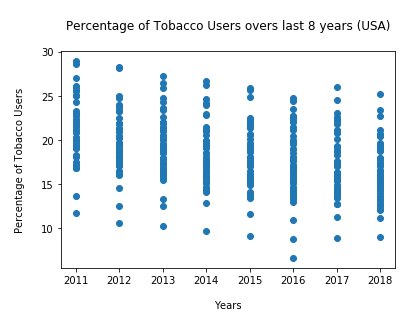 Percentage of Tobacco Users overs last 8 years (USA)
30
25
20
15
10
Percentage of Tobacco Users
2011 2012 2013 2014 2015 2016 2017 2018
Years